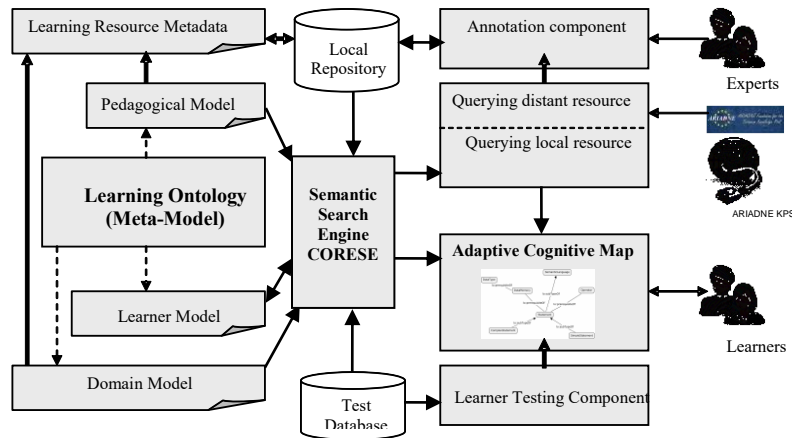 Learning Resource Metadata
Local
Repository
Annotation component
Experts
Pedagogical Model
Querying distant resource
Querying local resource
ARIADNE KPS
Learning Ontology
(Meta-Model)
Semantic
Search
Engine
CORESE
Adaptive Cognitive Map
Learner Model
Learners
Domain Model
Test
Database
Learner Testing Component